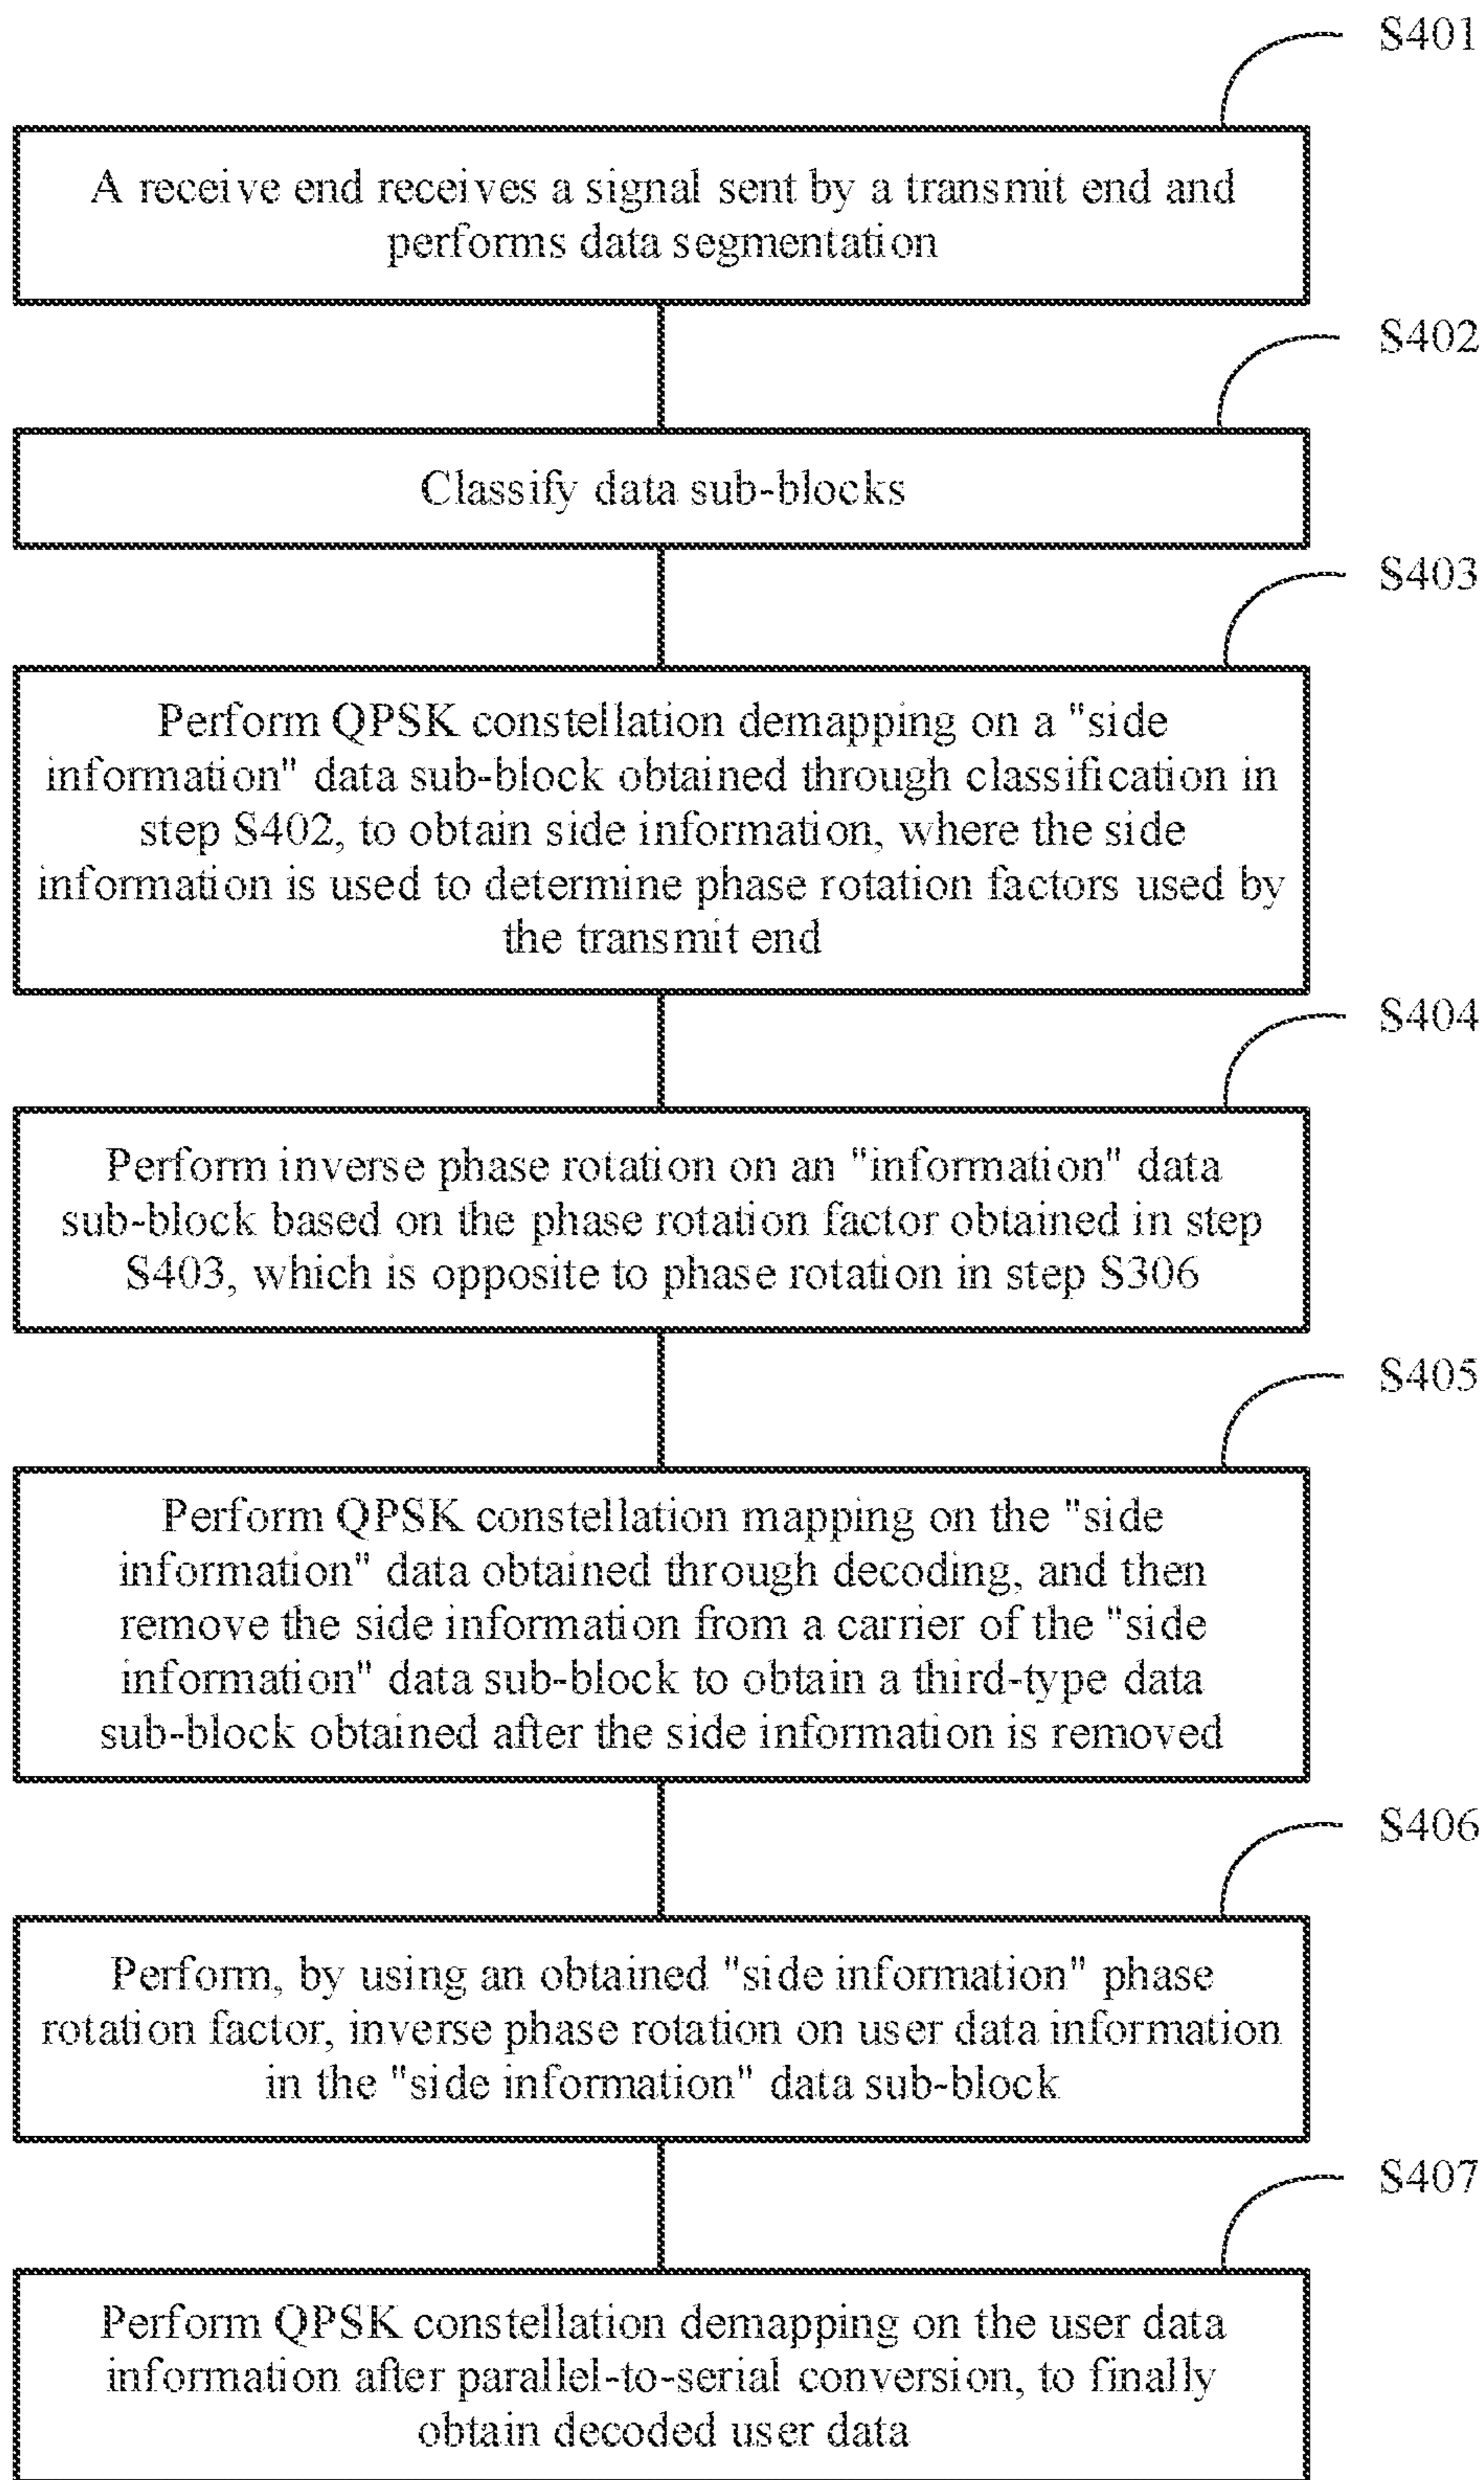 S401
A receive end receives a signal sent by a transmit end and
performs data segmentation
S402
Classify data sub-blocks
S403
Perform QPSK constellation demapping on a "side
information" data sub-block obtained through classification in
step S402, to obtain side information, where the side
information is used to determine phase rotation factors used by
the transmit end
S404
Perform inverse phase rotation on an "information" data
sub-block based on the phase rotation factor obtained in step
S403, which is opposite to phase rotation in step S306
S405
Perform QPSK constellation mapping on the "side
information" data obtained through decoding, and then
remove the side information from a carrier of the "side
information" data sub-block to obtain a third-type data
sub-block obtained after the side information is removed
S406
Perform, by using an obtained "side information" phase
rotation factor, inverse phase rotation on user data information
in the "side information" data sub-block
S407
Perform QPSK constellation demapping on the user data
information after parallel-to-serial conversion, to finally
obtain decoded user data